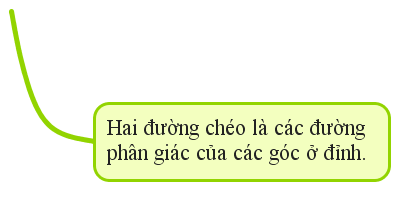 Hai đường chéo là các đường
phân giác của các góc ở đỉnh.